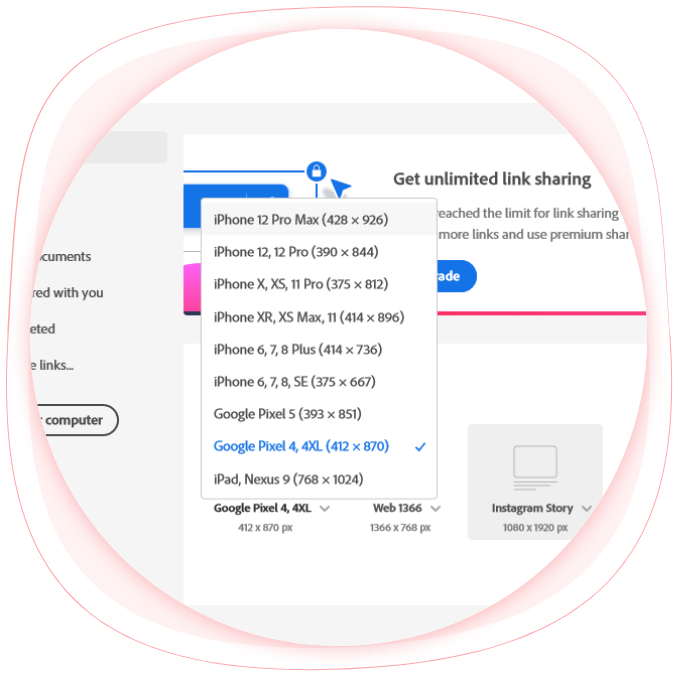 Get unlimited link sharing
reached the limit for link sharing
more links and use premium shar
rade
iPhone 12 Pro Max (428 × 926)
iPhone 12, 12 Pro (390 × 844)
iPhone X, XS, 11 Pro (375 × 812)
iPhone XR, XS Max, 11 (414 × 896)
iPhone 6, 7, 8 Plus (414 × 736)
iPhone 6, 7, 8, SE (375 × 667)
Google Pixel 5 (393 × 851)
Google Pixel 4, 4XL (412 × 870)
iPad, Nexus 9 (768 × 1024)
ocuments
red with you
eted
e links...
r computer
Google Pixel 4, 4XL
412 x 870 px
Web 1366
1366 x 768 px
Instagram Story
1080 x 1920 px